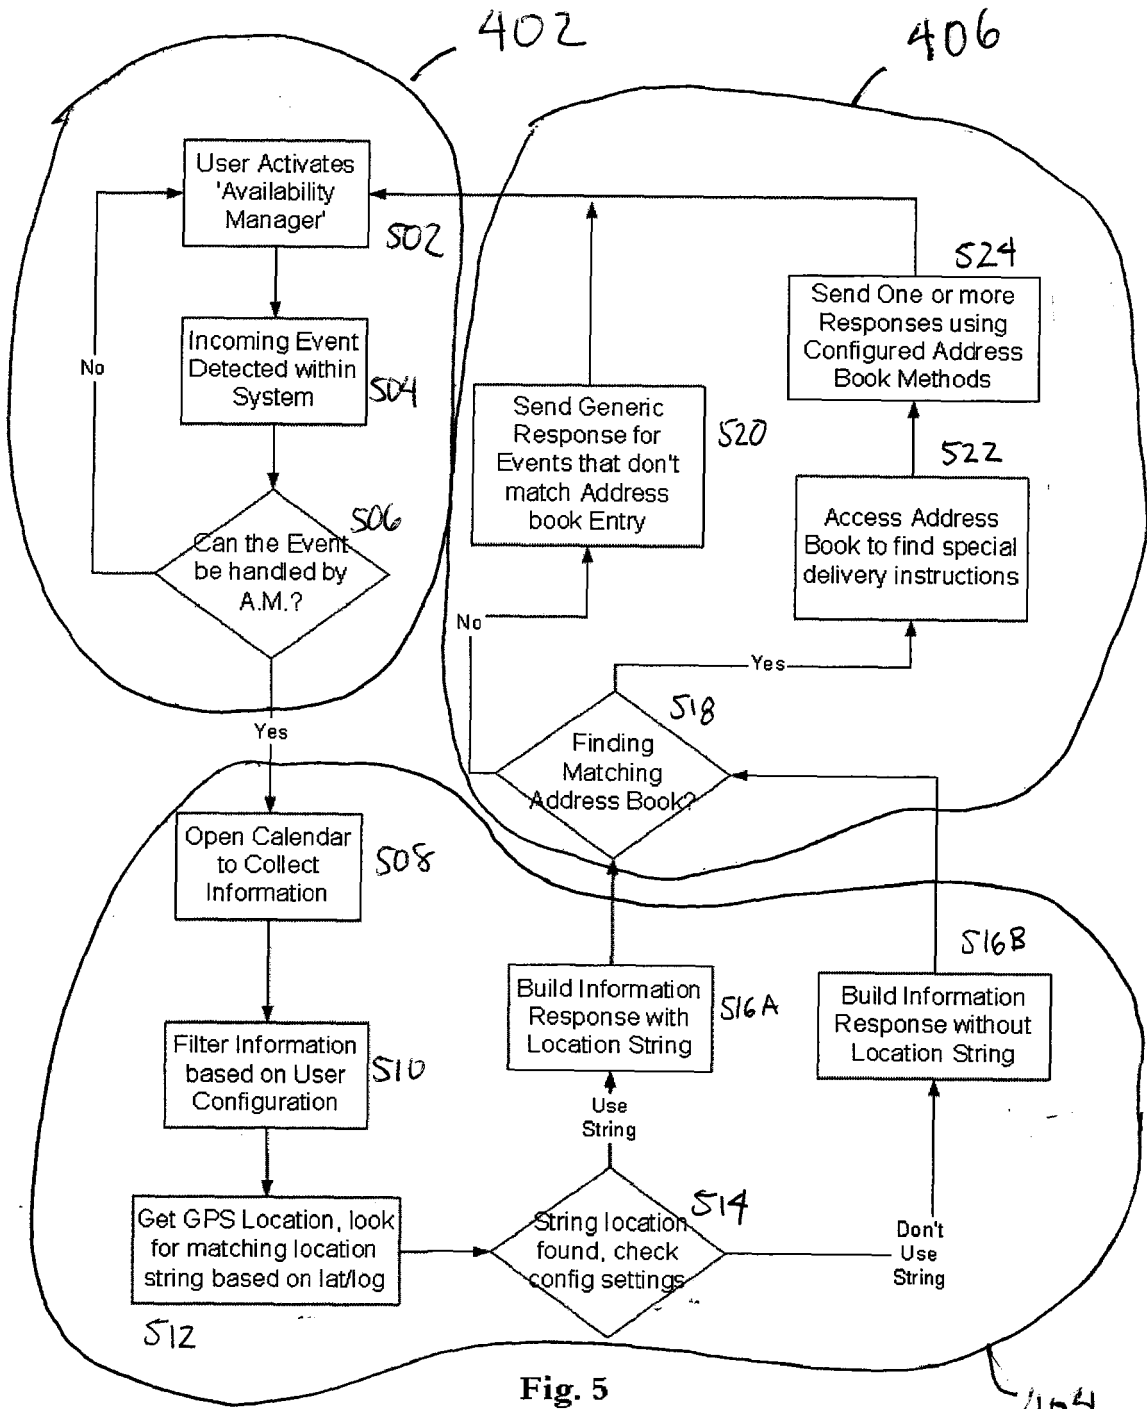 402
406
User Activates
'Availability
Manager'
502
Incoming Event
Detected within
System
504
No
506
Can the Event
be handled by
A.M.?
Yes
524
Send One or more
Responses using
Configured Address
Book Methods
Send Generic
Response for
Events that don't
match Address
book Entry
520
522
Access Address
Book to find special
delivery instructions
No
Yes
518
Finding
Matching
Address Book?
Open Calendar
to Collect
Information
508
Filter Information
based on User
Configuration
510
Get GPS Location, look
for matching location
string based on lat/log
512
516A
Build Information
Response with
Location String
516B
Build Information
Response without
Location String
Use
String
514
String location
found, check
config settings
Don't
Use
String
Fig. 5
404